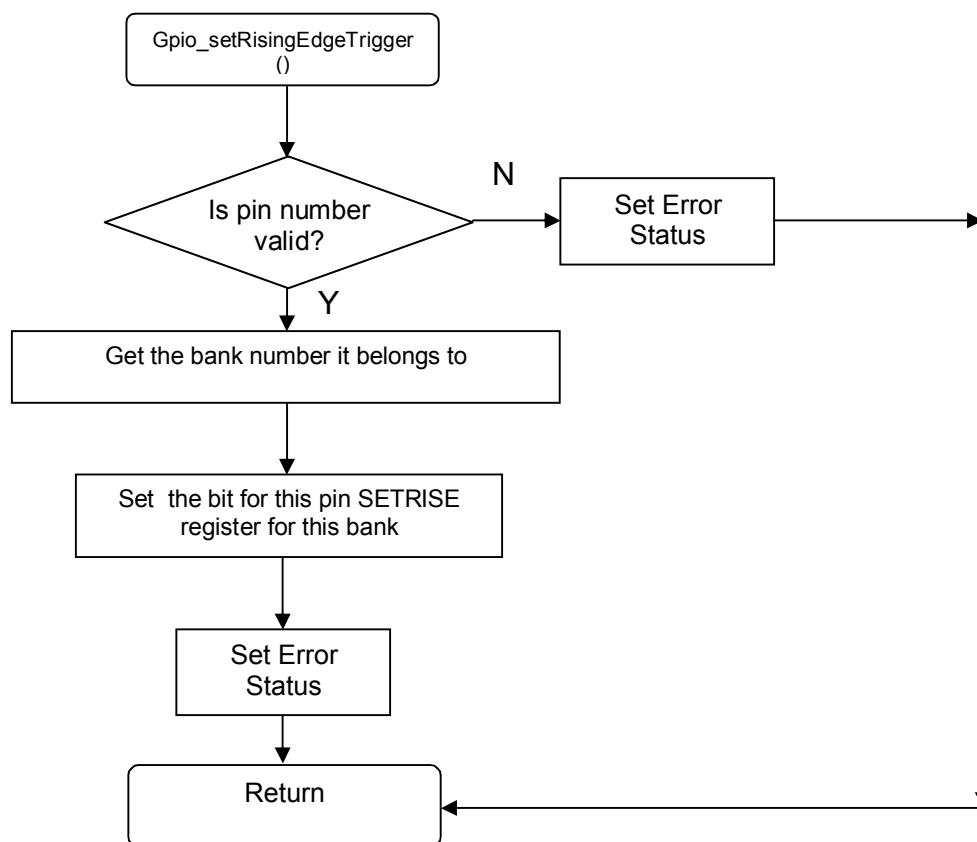 Gpio_setRisingEdgeTrigger
()
Is pin number
valid?
N
Set Error
Status
Y
Get the bank number it belongs to
Set the bit for this pin SETRISE
register for this bank
Set Error
Status
Return